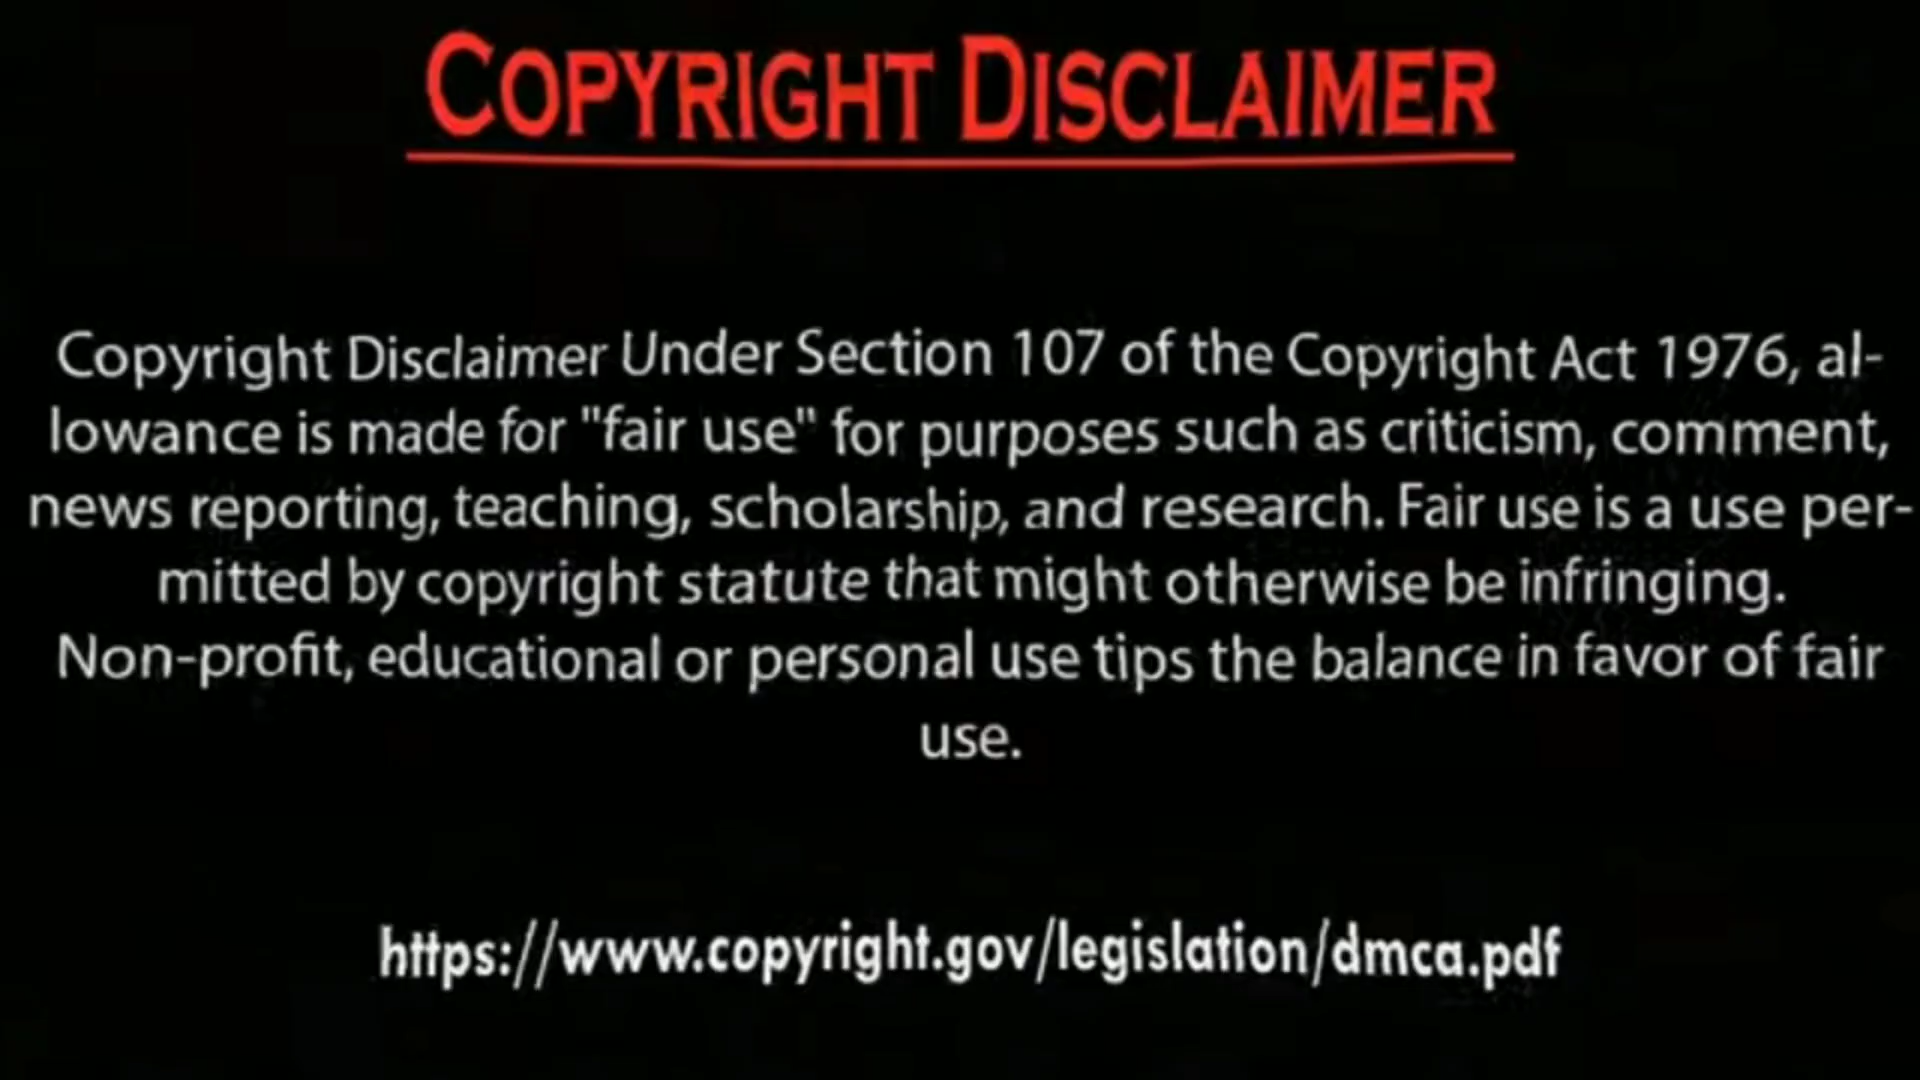 COPYRIGHT DISCLAIMER
Copyright Disclaimer Under Section 107 of the Copyright Act 1976, al-
lowance is made for "fair use" for purposes such as criticism, comment,
news reporting, teaching, scholarship, and research. Fair use is a use per-
mitted by copyright statute that might otherwise be infringing.
Non-profit, educational or personal use tips the balance in favor of fair
use.
https://www.copyright.gov/legislation/dmca.pdf